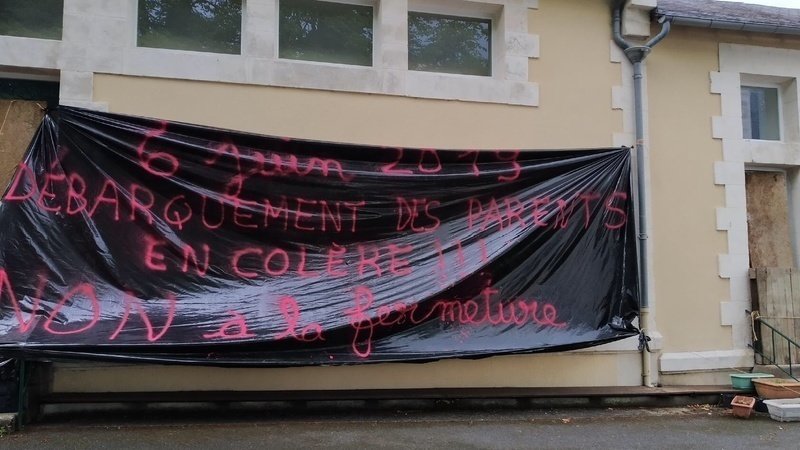 6 juin 2019
DÉBARQUEMENT DES PARENTS
EN COLÈRE !!!
NON à la fermeture